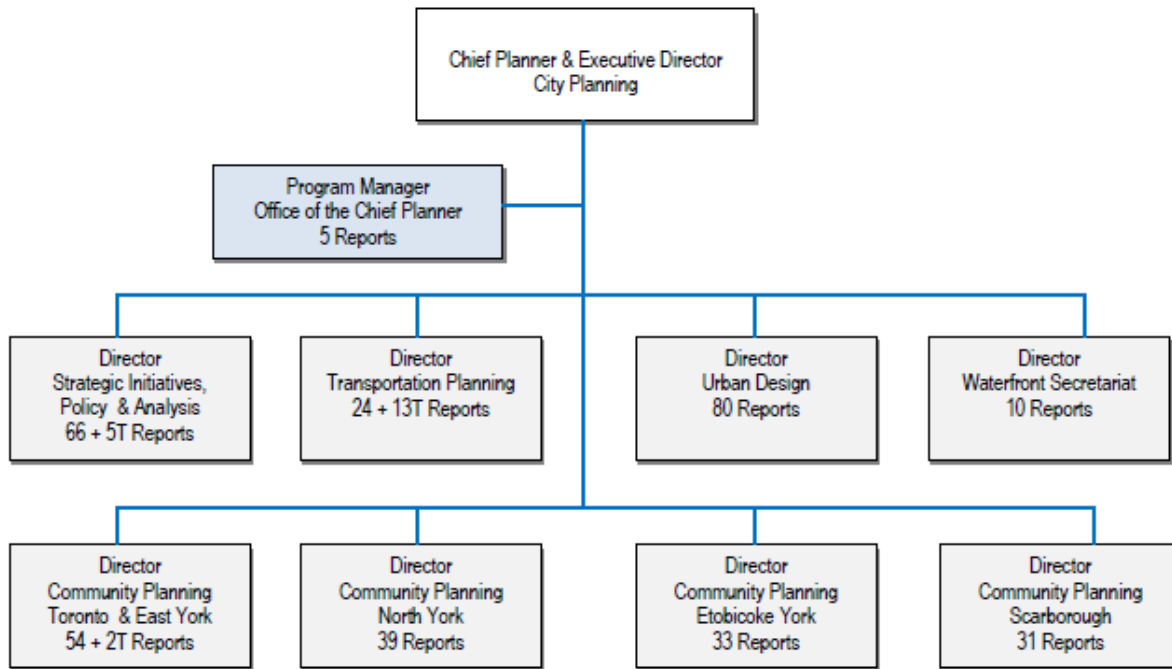 Chief Planner & Executive Director
City Planning
Program Manager
Office of the Chief Planner
5 Reports
Director
Strategic Initiatives,
Policy & Analysis
66 + 5T Reports
Director
Transportation Planning
24 + 13T Reports
Director
Urban Design
80 Reports
Director
Waterfront Secretariat
10 Reports
Director
Community Planning
Toronto & East York
54 + 2T Reports
Director
Community Planning
North York
39 Reports
Director
Community Planning
Etobicoke York
33 Reports
Director
Community Planning
Scarborough
31 Reports